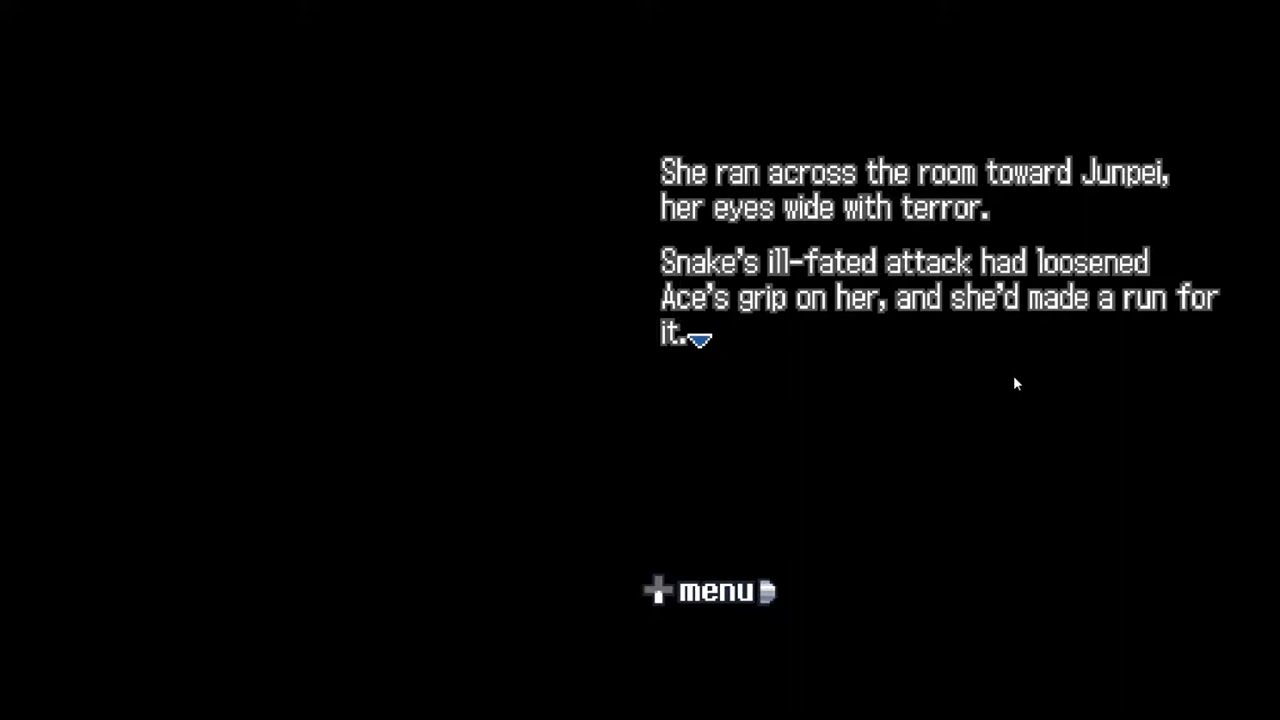 She ran across the room toward Junpei,
her eyes wide with terror.
Snake's ill-fated attack had loosened
Ace's grip on her, and she'd made a run for
it.
menu